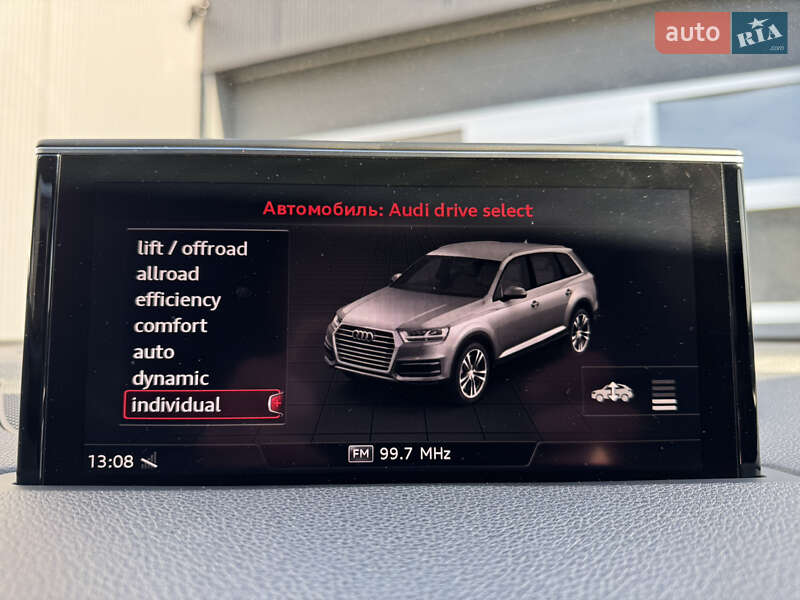 auto RIA.com
Автомобиль: Audi drive select
lift / offroad
allroad
efficiency
comfort
auto
dynamic
individual
13:08
FM 99.7 MHz